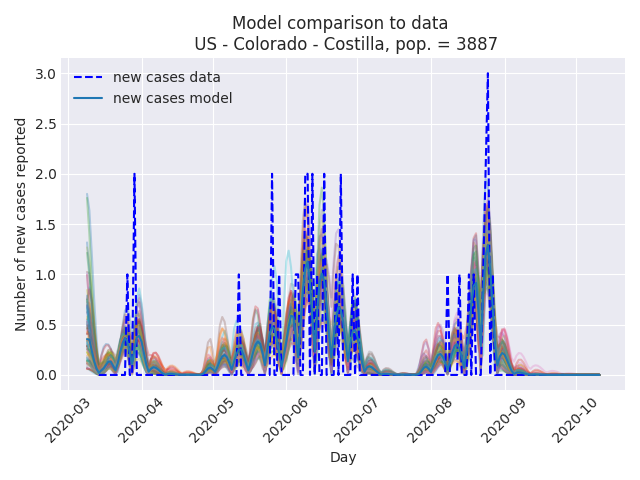 Model comparison to data
US - Colorado - Costilla, pop. = 3887
new cases data
new cases model
Number of new cases reported
3.0
2.5
2.0
1.5
1.0
0.5
0.0
2020-03
2020-04
2020-05
2020-06
2020-07
2020-08
2020-09
2020-10
Day